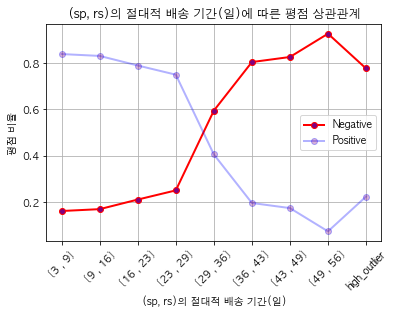 (sp, rs)의 절대적 배송 기간(일)에 따른 평점 상관관계
평점 비율
0.8
0.6
0.4
0.2
Negative
Positive
(3 , 9)
(9 , 16)
(16 , 23)
(23 , 29)
(29 , 36)
(36 , 43)
(43 , 49)
(49 , 56)
hgh_outlier
(sp, rs)의 절대적 배송 기간(일)